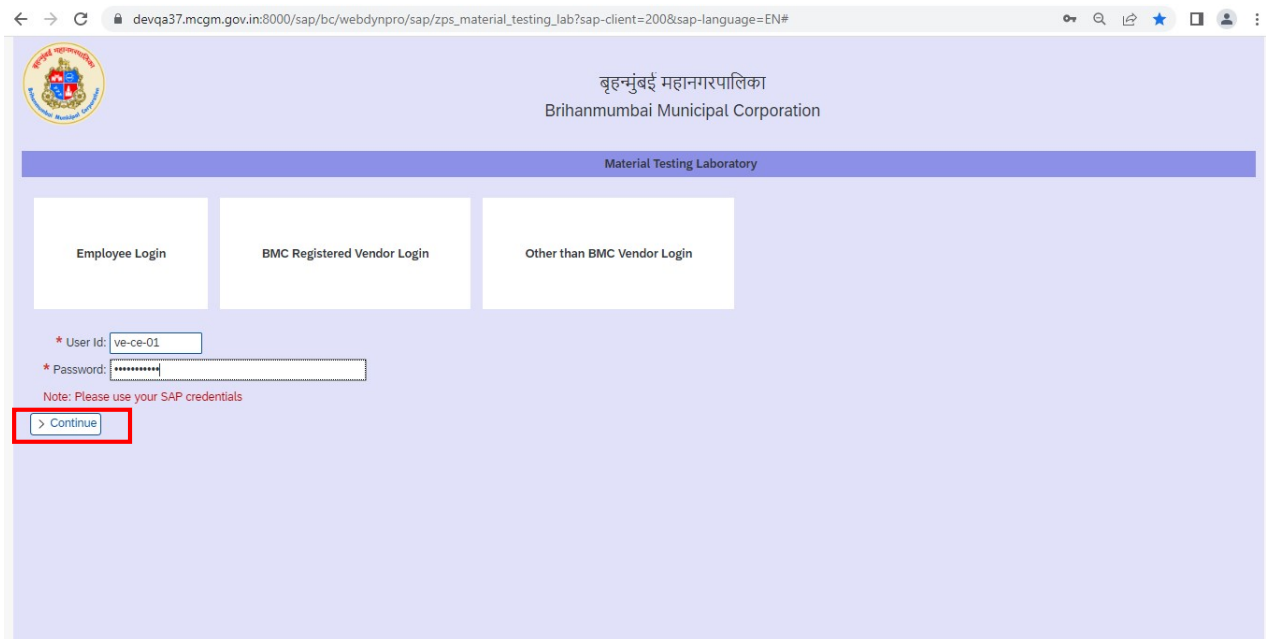 devqa37.mcgm.gov.in:8000/sap/bc/webdynpro/sap/zps_material_testing_lab?sap-client=200&sap-language=EN#
बृहन्मुंबई महानगरपालिका
Brihanmumbai Municipal Corporation
Material Testing Laboratory
Employee Login
BMC Registered Vendor Login
Other than BMC Vendor Login
* User Id: ve-ce-01
* Password: •••••••••••
Note: Please use your SAP credentials
> Continue